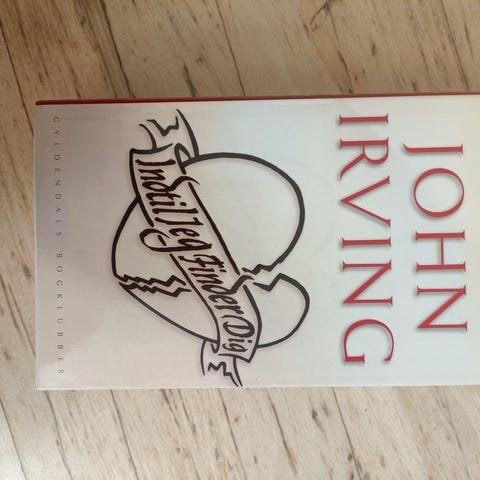 JOHN
IRVING
Indtil Jeg Finder Dig
GYLDENDALS BOGKLUBBER